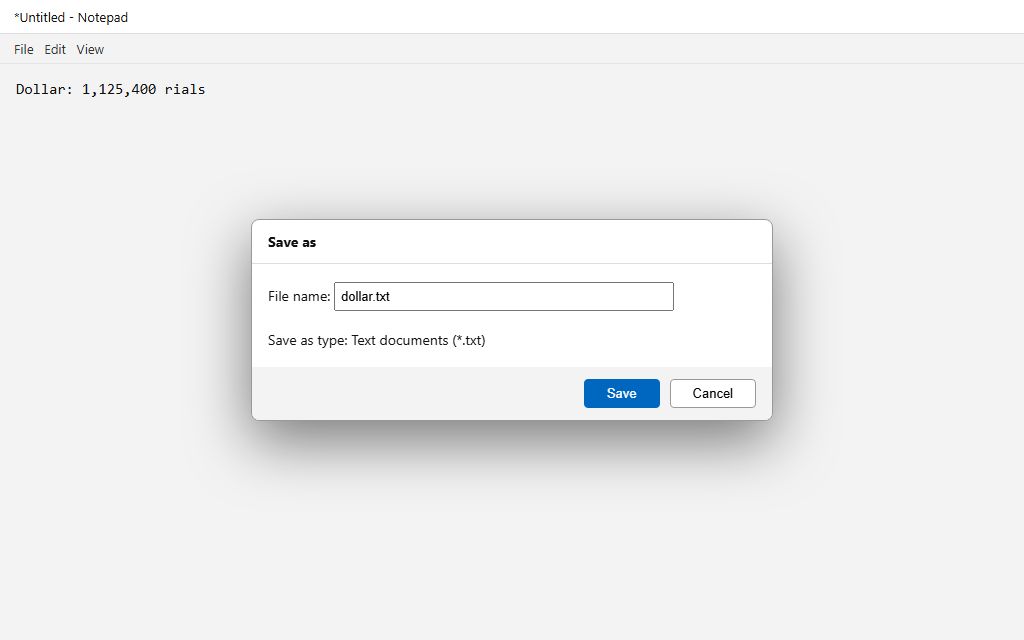 *Untitled - Notepad
File Edit View
Dollar: 1,125,400 rials
Save as
File name: dollar.txt
Save as type: Text documents (*.txt)
Save Cancel